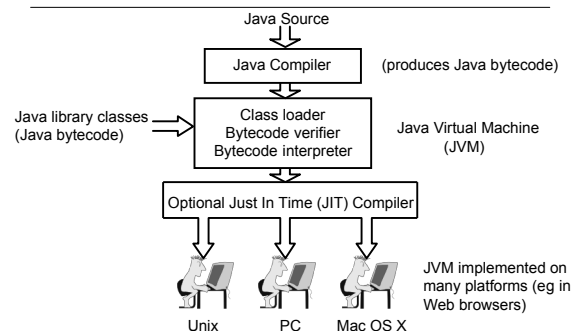 Java Source
Java Compiler
(produces Java bytecode)
Java library classes
(Java bytecode)
Class loader
Bytecode verifier
Bytecode interpreter
Java Virtual Machine
(JVM)
Optional Just In Time (JIT) Compiler
JVM implemented on
many platforms (eg in
Web browsers)
Unix
PC
Mac OS X